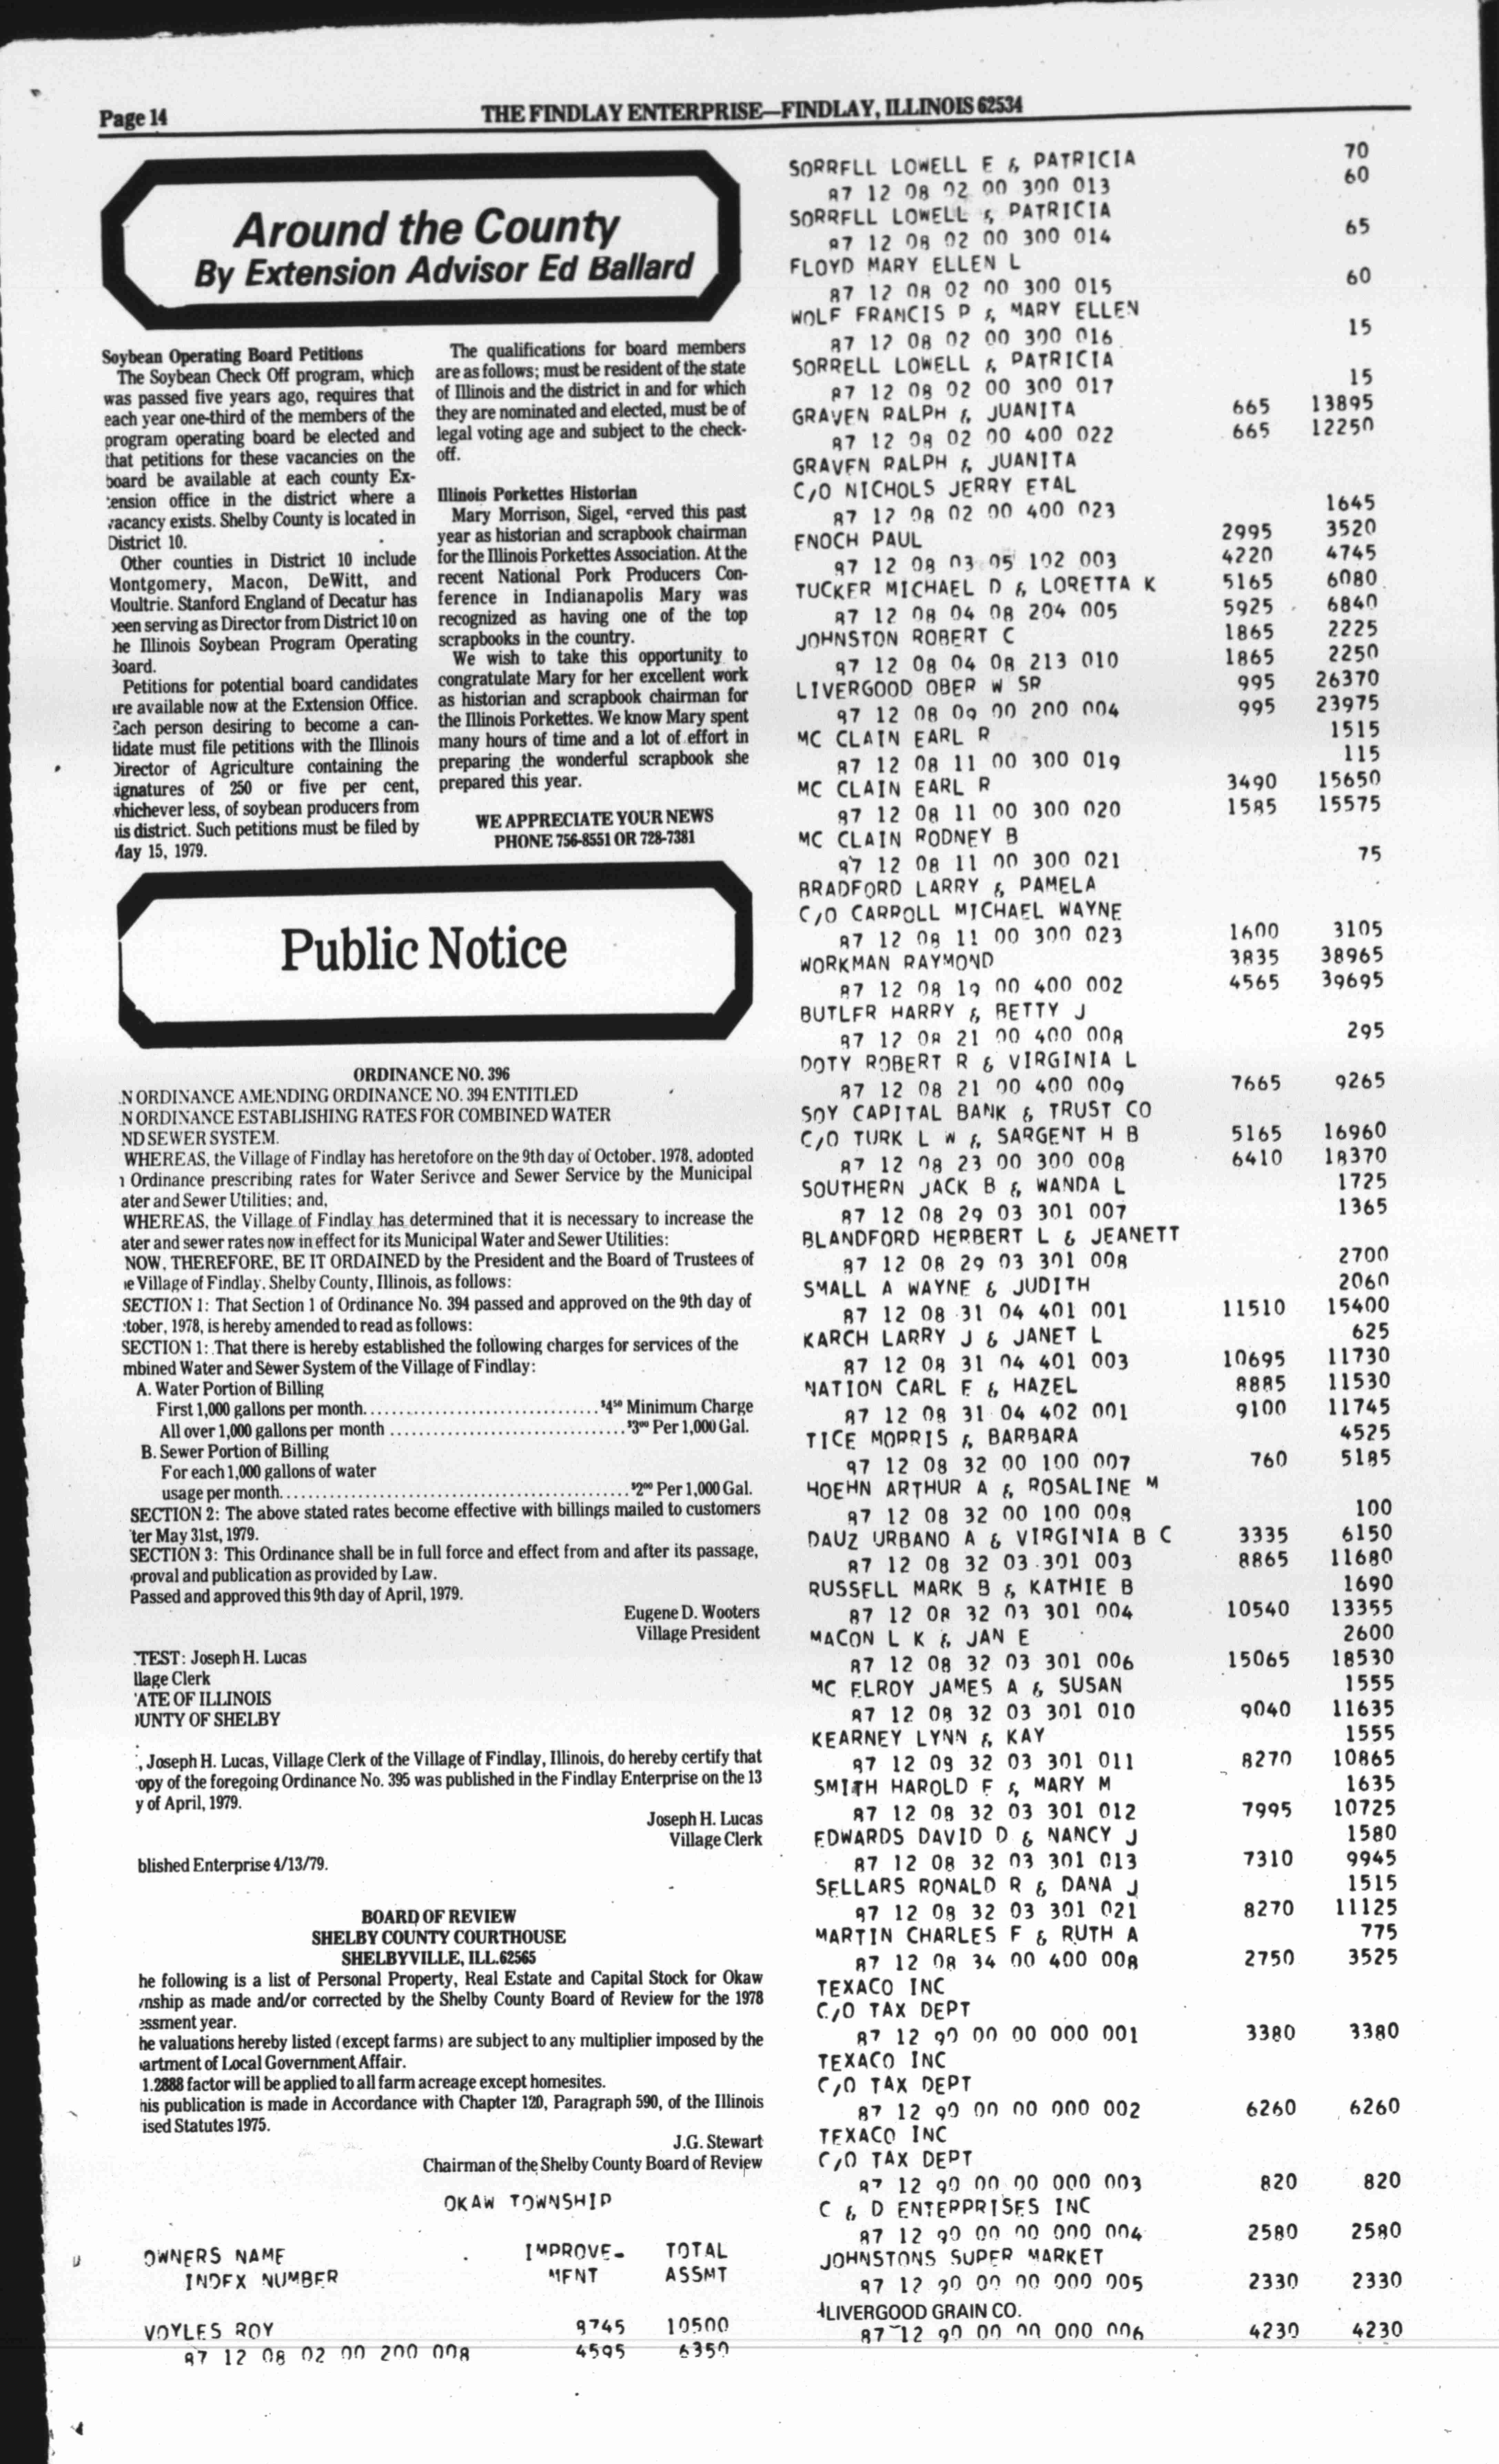 Page 14
THE FINDLAY ENTERPRISE—FINDLAY, ILLINOIS 62534
Around the County
By Extension Advisor Ed Ballard
Soybean Operating Board Petitions
The Soybean Check Off program, which
was passed five years ago, requires that
each year one-third of the members of the
program operating board be elected and
that petitions for these vacancies on the
board be available at each county Ex-
tension office in the district where a
vacancy exists. Shelby County is located in
District 10.
Other counties in District 10 include
Montgomery, Macon, DeWitt, and
Moultrie. Stanford England of Decatur has
been serving as Director from District 10 on
he Illinois Soybean Program Operating
Board.
Petitions for potential board candidates
are available now at the Extension Office.
Each person desiring to become a can-
lidate must file petitions with the Illinois
Director of Agriculture containing the
ignatures of 250 or five per cent,
whichever less, of soybean producers from
his district. Such petitions must be filed by
May 15, 1979.
The qualifications for board members
are as follows; must be resident of the state
of Illinois and the district in and for which
they are nominated and elected, must be of
legal voting age and subject to the check-
off.
Illinois Porkettes Historian
Mary Morrison, Sigel, served this past
year as historian and scrapbook chairman
for the Illinois Porkettes Association. At the
recent National Pork Producers Con-
ference in Indianapolis Mary was
recognized as having one of the top
scrapbooks in the country.
We wish to take this opportunity to
congratulate Mary for her excellent work
as historian and scrapbook chairman for
the Illinois Porkettes. We know Mary spent
many hours of time and a lot of effort in
preparing the wonderful scrapbook she
prepared this year.
WE APPRECIATE YOUR NEWS
PHONE 756-8551 OR 728-7381
Public Notice
ORDINANCE NO. 396
N ORDINANCE AMENDING ORDINANCE NO. 394 ENTITLED
N ORDINANCE ESTABLISHING RATES FOR COMBINED WATER
ND SEWER SYSTEM.
WHEREAS, the Village of Findlay has heretofore on the 9th day of October, 1978, adopted
n Ordinance prescribing rates for Water Serivce and Sewer Service by the Municipal
ater and Sewer Utilities; and,
WHEREAS, the Village of Findlay has determined that it is necessary to increase the
ater and sewer rates now in effect for its Municipal Water and Sewer Utilities:
NOW, THEREFORE, BE IT ORDAINED by the President and the Board of Trustees of
e Village of Findlay, Shelby County, Illinois, as follows:
SECTION 1: That Section 1 of Ordinance No. 394 passed and approved on the 9th day of
tober, 1978, is hereby amended to read as follows:
SECTION 1: That there is hereby established the following charges for services of the
mbined Water and Sewer System of the Village of Findlay:
A. Water Portion of Billing
First 1,000 gallons per month. $4⁵⁰ Minimum Charge
All over 1,000 gallons per month $3⁰⁰ Per 1,000 Gal.
B. Sewer Portion of Billing
For each 1,000 gallons of water
usage per month. $2⁰⁰ Per 1,000 Gal.
SECTION 2: The above stated rates become effective with billings mailed to customers
ter May 31st, 1979.
SECTION 3: This Ordinance shall be in full force and effect from and after its passage,
proval and publication as provided by Law.
Passed and approved this 9th day of April, 1979.
Eugene D. Wooters
Village President
TEST: Joseph H. Lucas
llage Clerk
ATE OF ILLINOIS
OUNTY OF SHELBY
, Joseph H. Lucas, Village Clerk of the Village of Findlay, Illinois, do hereby certify that
opy of the foregoing Ordinance No. 395 was published in the Findlay Enterprise on the 13
y of April, 1979.
Joseph H. Lucas
Village Clerk
blished Enterprise 4/13/79.
BOARD OF REVIEW
SHELBY COUNTY COURTHOUSE
SHELBYVILLE, ILL. 62565
he following is a list of Personal Property, Real Estate and Capital Stock for Okaw
nship as made and/or corrected by the Shelby County Board of Review for the 1978
essment year.
he valuations hereby listed (except farms) are subject to any multiplier imposed by the
artment of Local Government Affair.
1.2888 factor will be applied to all farm acreage except homesites.
his publication is made in Accordance with Chapter 120, Paragraph 590, of the Illinois
ised Statutes 1975.
J.G. Stewart
Chairman of the Shelby County Board of Review
OKAW TOWNSHIP
OWNERS NAME IMPROVE- TOTAL
INDEX NUMBER MENT ASSMT
VOYLES ROY 8745 10500
87 12 08 02 00 200 008 4595 6350
SORRELL LOWELL E & PATRICIA 70
87 12 08 02 00 300 013 60
SORRELL LOWELL & PATRICIA
87 12 08 02 00 300 014 65
FLOYD MARY ELLEN L
87 12 08 02 00 300 015 60
WOLF FRANCIS P & MARY ELLEN
87 12 08 02 00 300 016 15
SORRELL LOWELL & PATRICIA
87 12 08 02 00 300 017 15
GRAVEN RALPH & JUANITA 665 13895
87 12 08 02 00 400 022 665 12250
GRAVEN RALPH & JUANITA
C/O NICHOLS JERRY ETAL
87 12 08 02 00 400 023 1645
ENOCH PAUL 2995 3520
87 12 08 03 05 102 003 4220 4745
TUCKER MICHAEL D & LORETTA K 5165 6080
87 12 08 04 08 204 005 5925 6840
JOHNSTON ROBERT C 1865 2225
87 12 08 04 08 213 010 1865 2250
LIVERGOOD OBER W SR 995 26370
87 12 08 09 00 200 004 995 23975
MC CLAIN EARL R 1515
87 12 08 11 00 300 019 115
MC CLAIN EARL R 3490 15650
87 12 08 11 00 300 020 1585 15575
MC CLAIN RODNEY B
87 12 08 11 00 300 021 75
BRADFORD LARRY & PAMELA
C/O CARROLL MICHAEL WAYNE
87 12 08 11 00 300 023 1600 3105
WORKMAN RAYMOND 3835 38965
87 12 08 19 00 400 002 4565 39695
BUTLER HARRY & BETTY J
87 12 08 21 00 400 008 295
DOTY ROBERT R & VIRGINIA L
87 12 08 21 00 400 009 7665 9265
SOY CAPITAL BANK & TRUST CO
C/O TURK L W & SARGENT H B 5165 16960
87 12 08 23 00 300 008 6410 18370
SOUTHERN JACK B & WANDA L 1725
87 12 08 29 03 301 007 1365
BLANDFORD HERBERT L & JEANETT
87 12 08 29 03 301 008 2700
SMALL A WAYNE & JUDITH 2060
87 12 08 31 04 401 001 11510 15400
KARCH LARRY J & JANET L 625
87 12 08 31 04 401 003 10695 11730
NATION CARL E & HAZEL 8885 11530
87 12 08 31 04 402 001 9100 11745
TICE MORRIS & BARBARA 4525
87 12 08 32 00 100 007 760 5185
HOEHN ARTHUR A & ROSALINE M
87 12 08 32 00 100 008 100
DAUZ URBANO A & VIRGINIA B C 3335 6150
87 12 08 32 03 301 003 8865 11680
RUSSELL MARK B & KATHIE B 1690
87 12 08 32 03 301 004 10540 13355
MACON L K & JAN E 2600
87 12 08 32 03 301 006 15065 18530
MC ELROY JAMES A & SUSAN 1555
87 12 08 32 03 301 010 9040 11635
KEARNEY LYNN & KAY 1555
87 12 08 32 03 301 011 8270 10865
SMITH HAROLD F & MARY M 1635
87 12 08 32 03 301 012 7995 10725
EDWARDS DAVID D & NANCY J 1580
87 12 08 32 03 301 013 7310 9945
SELLARS RONALD R & DANA J 1515
87 12 08 32 03 301 021 8270 11125
MARTIN CHARLES F & RUTH A 775
87 12 08 34 00 400 008 2750 3525
TEXACO INC
C/O TAX DEPT
87 12 90 00 00 000 001 3380 3380
TEXACO INC
C/O TAX DEPT
87 12 90 00 00 000 002 6260 6260
TEXACO INC
C/O TAX DEPT
87 12 90 00 00 000 003 820 820
C & D ENTERPRISES INC
87 12 90 00 00 000 004 2580 2580
JOHNSTONS SUPER MARKET
87 12 90 00 00 000 005 2330 2330
LIVERGOOD GRAIN CO.
87 12 90 00 00 000 006 4230 4230